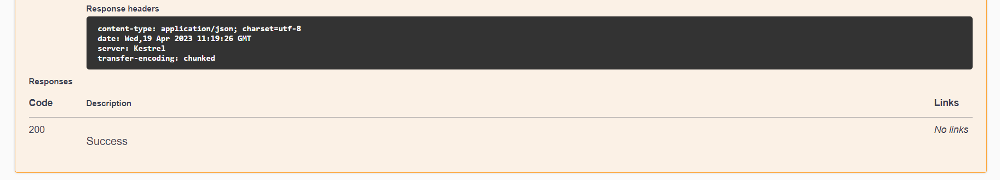 Response headers
content-type: application/json; charset=utf-8
date: Wed,19 Apr 2023 11:19:26 GMT
server: Kestrel
transfer-encoding: chunked
Responses
Code Description Links
200 No links
Success